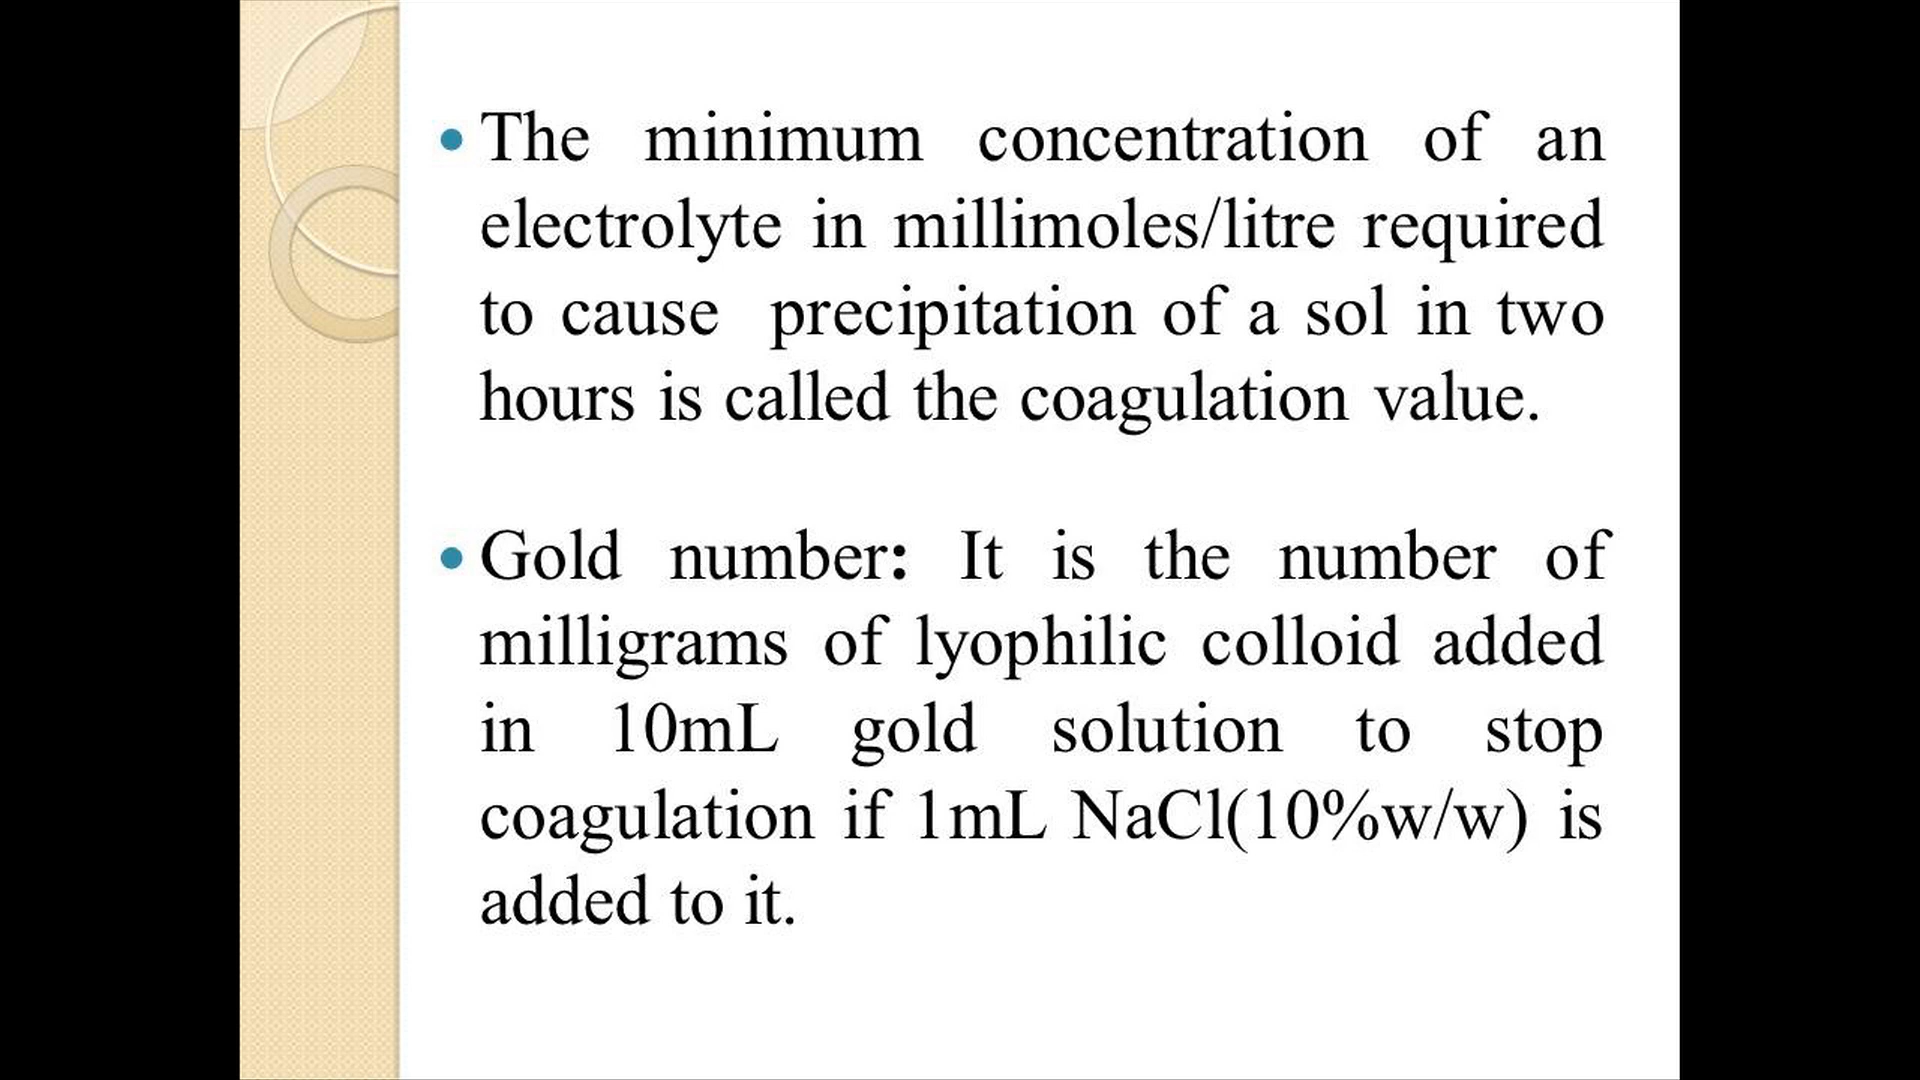 The minimum concentration of an
electrolyte in millimoles/litre required
to cause precipitation of a sol in two
hours is called the coagulation value.
Gold number: It is the number of
milligrams of lyophilic colloid added
in 10mL gold solution to stop
coagulation if 1mL NaCl(10%w/w) is
added to it.